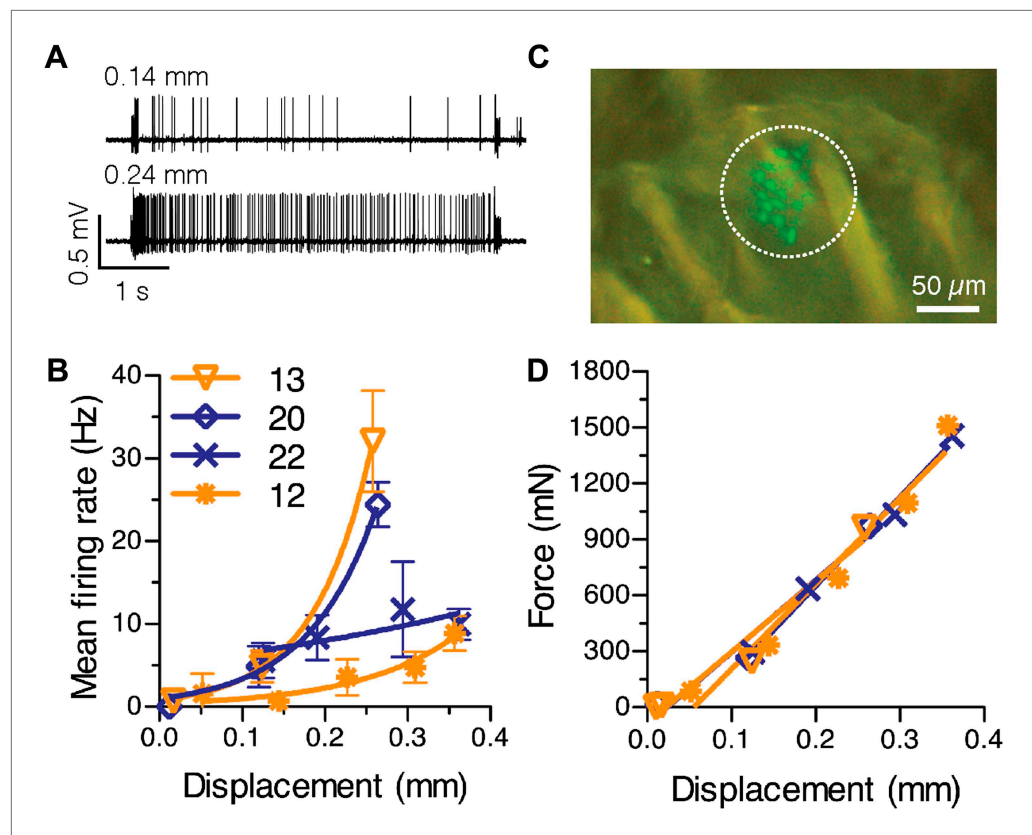 A
0.14 mm
0.24 mm
0.5 mV
1 s
B
40
30
20
10
0
13
20
22
12
Mean firing rate (Hz)
0.0 0.1 0.2 0.3 0.4
Displacement (mm)
C
50 µm
D
1800
1500
1200
900
600
300
0
Force (mN)
0.0 0.1 0.2 0.3 0.4
Displacement (mm)